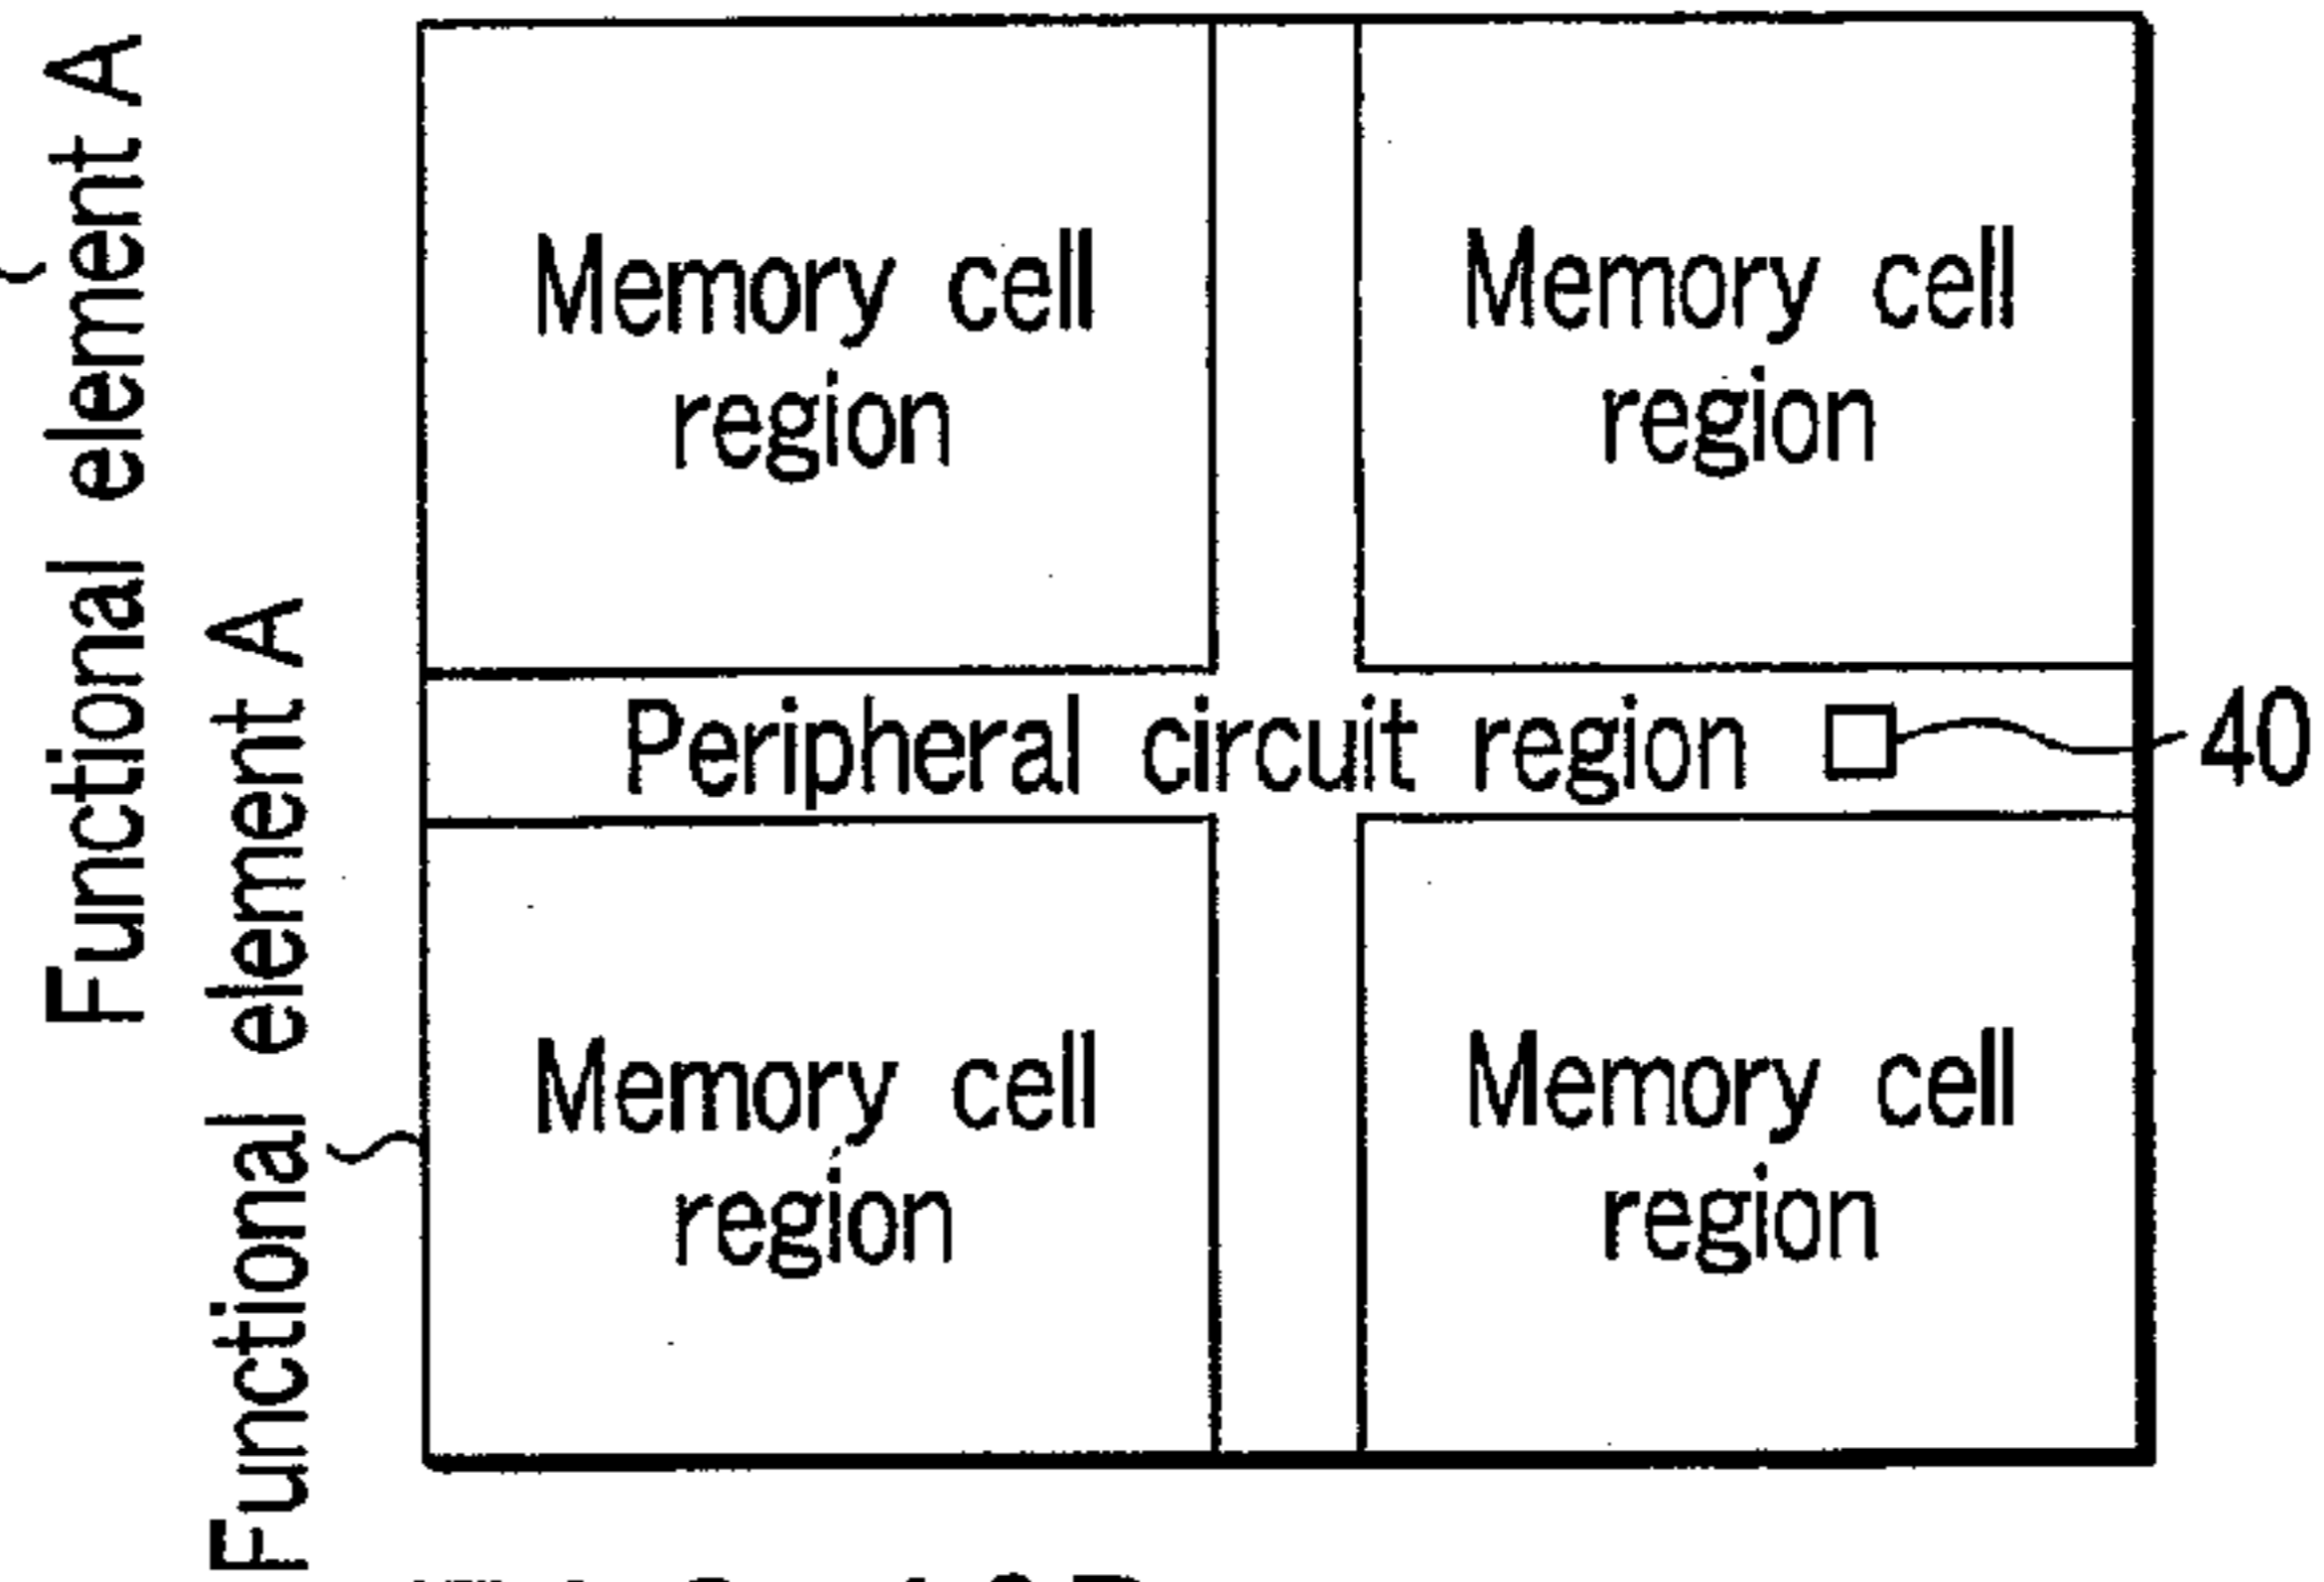 Functional element A
Functional element A
Memory cell
region
Memory cell
region
Peripheral circuit region
40
Memory cell
region
Memory cell
region